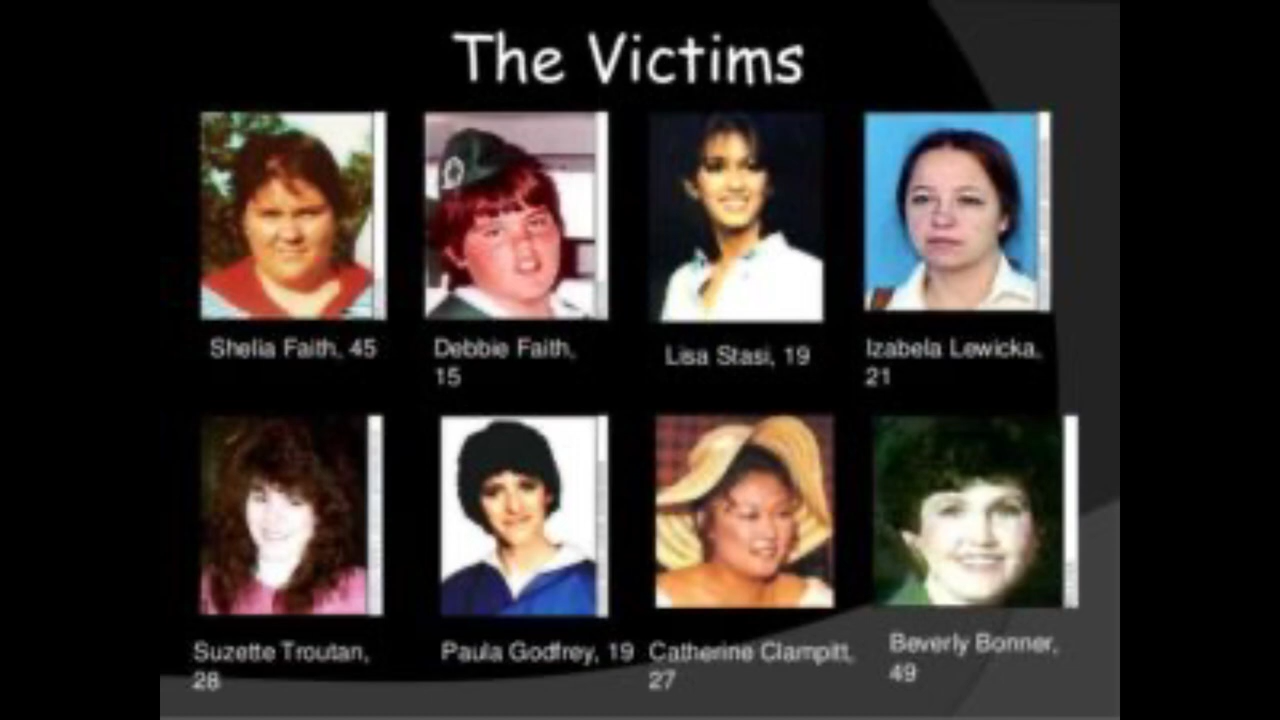 The Victims
Shelia Faith, 45
Debbie Faith,
15
Lisa Stasi, 19
Izabela Lewicka,
21
Suzette Troutan,
28
Paula Godfrey, 19
Catherine Clampitt,
27
Beverly Bonner,
49